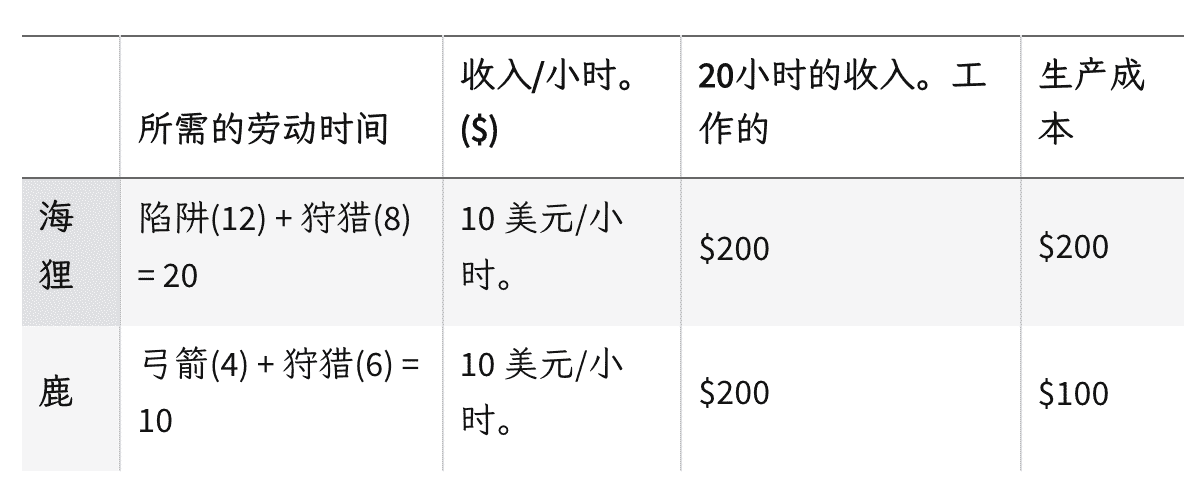 所需的劳动时间
收入/小时。
($)
20小时的收入。工
作的
生产成
本
海
狸
陷阱(12) + 狩猎(8)
= 20
10 美元/小
时。
$200
$200
鹿
弓箭(4) + 狩猎(6) =
10
10 美元/小
时。
$200
$100